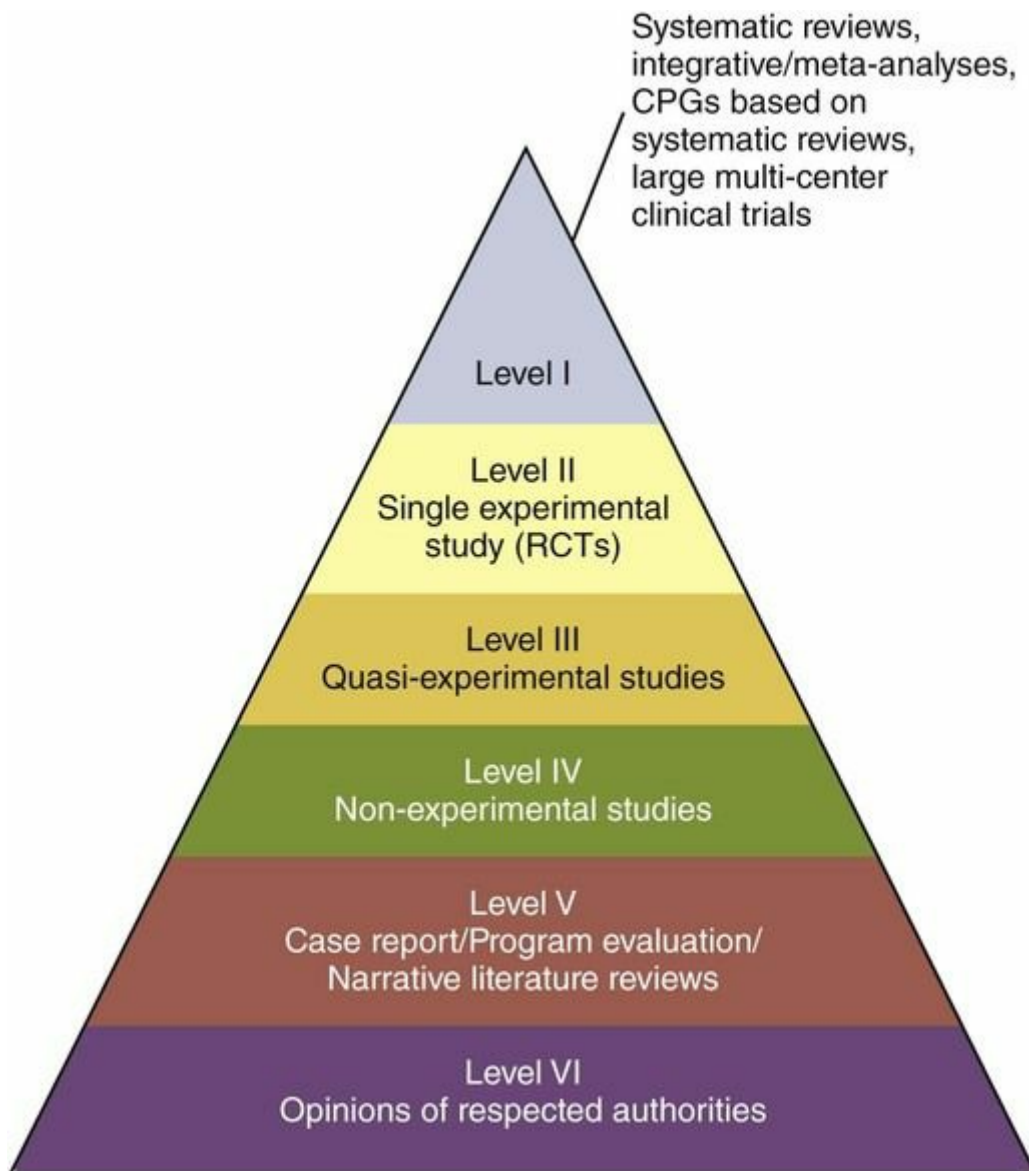 Systematic reviews,
integrative/meta-analyses,
CPGs based on
systematic reviews,
large multi-center
clinical trials
Level I
Level II
Single experimental
study (RCTs)
Level III
Quasi-experimental studies
Level IV
Non-experimental studies
Level V
Case report/Program evaluation/
Narrative literature reviews
Level VI
Opinions of respected authorities